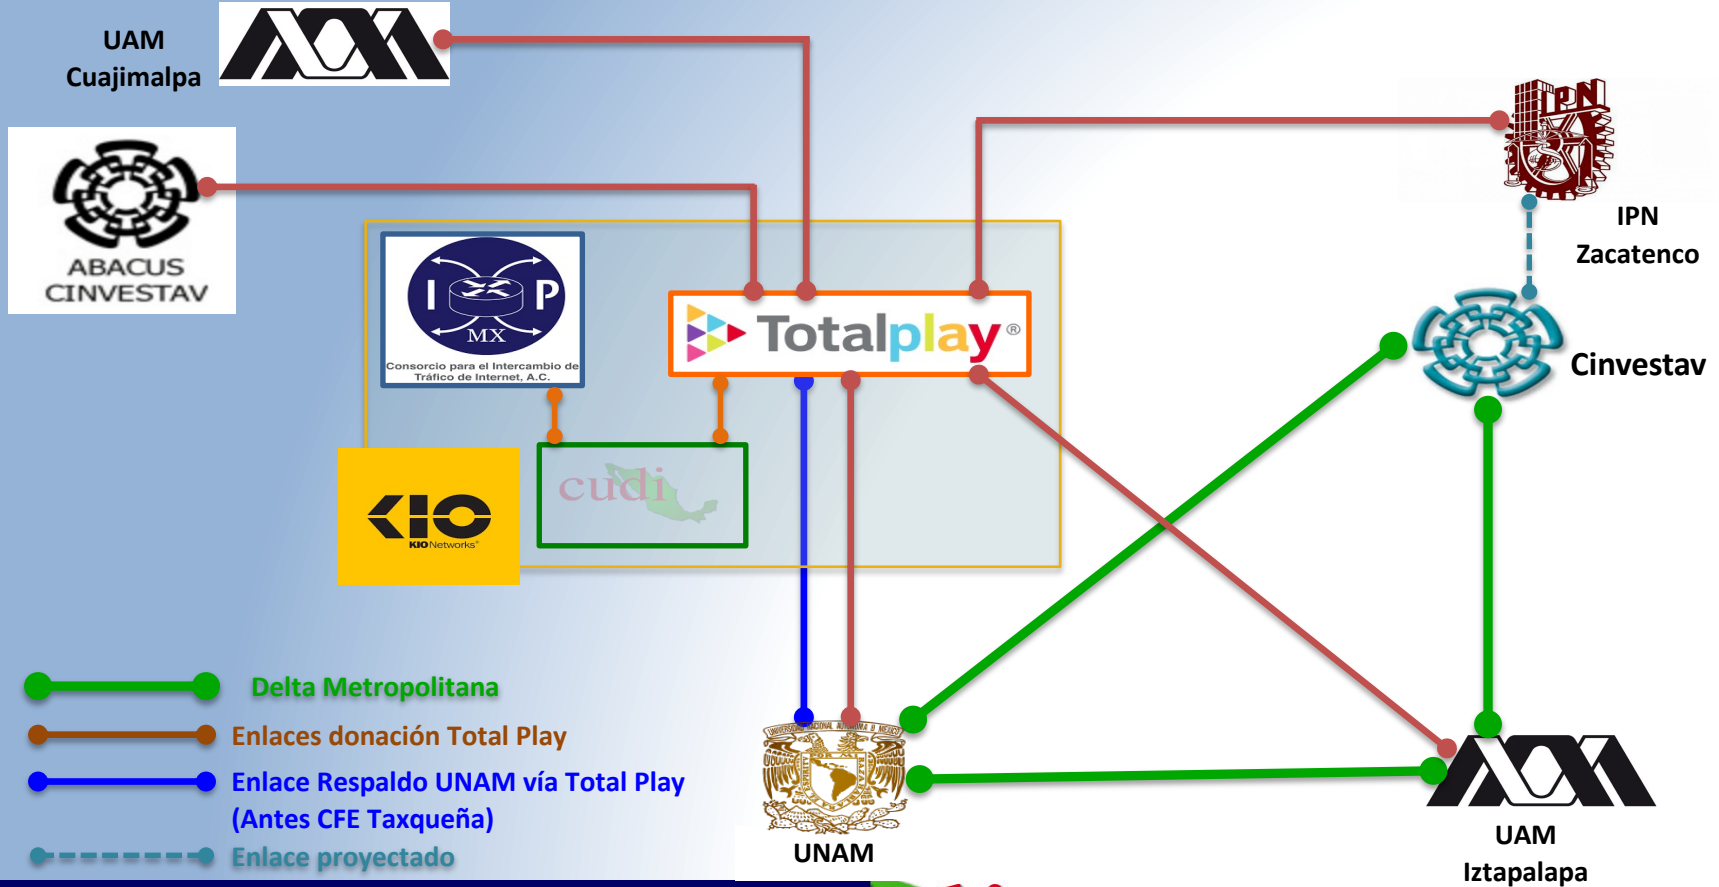 UAM
Cuajimalpa
IPN
IPN
Zacatenco
ABACUS
CINVESTAV
I P
MX
Consorcio para el Intercambio de
Tráfico de Internet, A.C.
Totalplay®
Cinvestav
cudi
KIO
KIO Networks®
Delta Metropolitana
Enlaces donación Total Play
Enlace Respaldo UNAM vía Total Play
(Antes CFE Taxqueña)
Enlace proyectado
UNAM
UAM
Iztapalapa